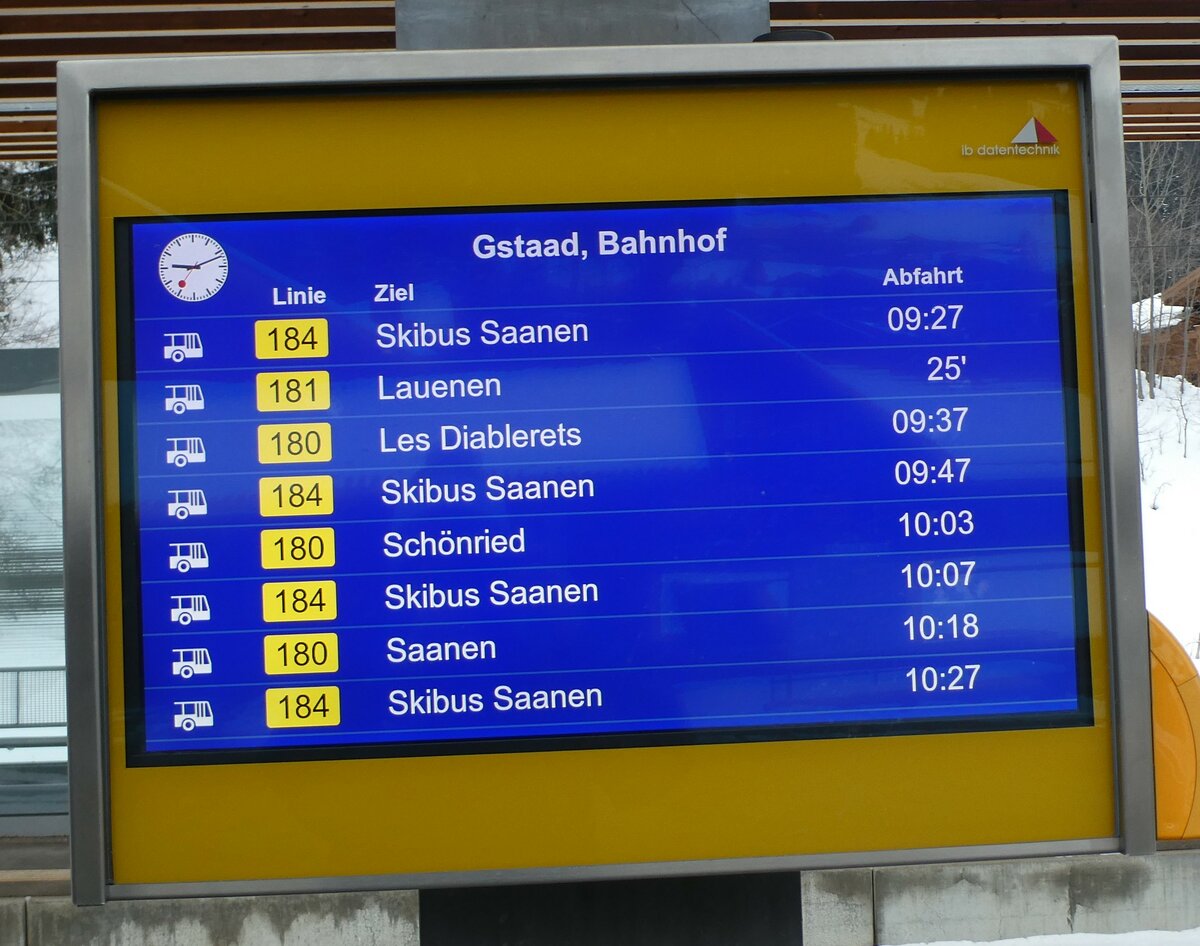 ib datentechnik
Gstaad, Bahnhof
Linie Ziel Abfahrt
184 Skibus Saanen 09:27
181 Lauenen 25'
180 Les Diablerets 09:37
184 Skibus Saanen 09:47
180 Schönried 10:03
184 Skibus Saanen 10:07
180 Saanen 10:18
184 Skibus Saanen 10:27